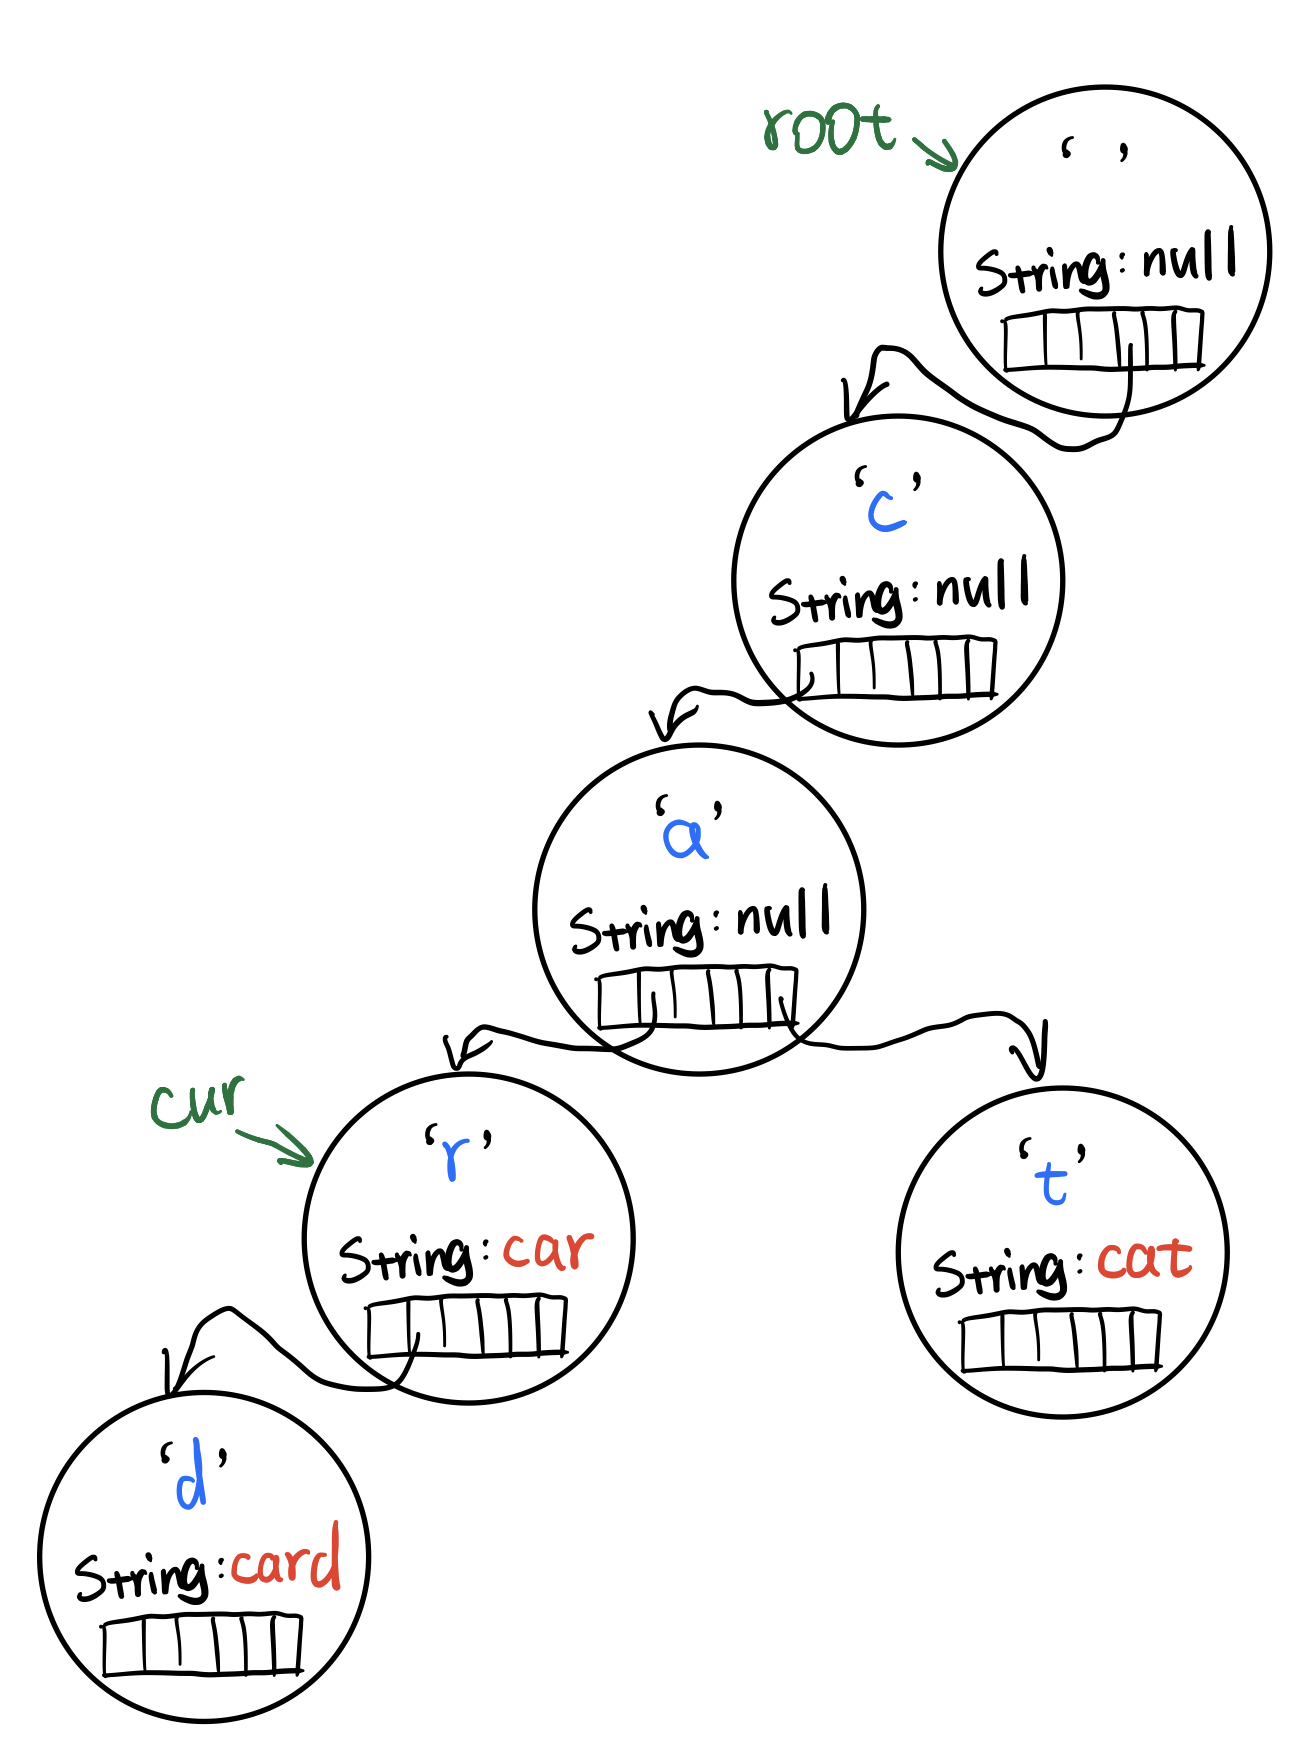 root
‘ ’
String: null
‘c’
String: null
‘a’
String: null
cur
‘r’
String: car
‘t’
String: cat
‘d’
String: card